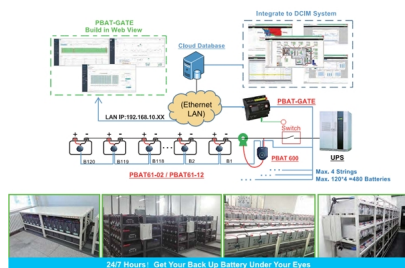 PBAT-GATE
Build in Web View
Integrate to DCIM System
Cloud Database
(Ethernet
LAN)
PBAT-GATE
LAN IP:192.168.10.XX
Switch
UPS
B120
B119
B118
B2
B1
PBAT 600
PBAT61-02 / PBAT61-12
Max. 4 Strings
Max. 120*4 =480 Batteries
24/7 Hours! Get Your Back Up Battery Under Your Eyes